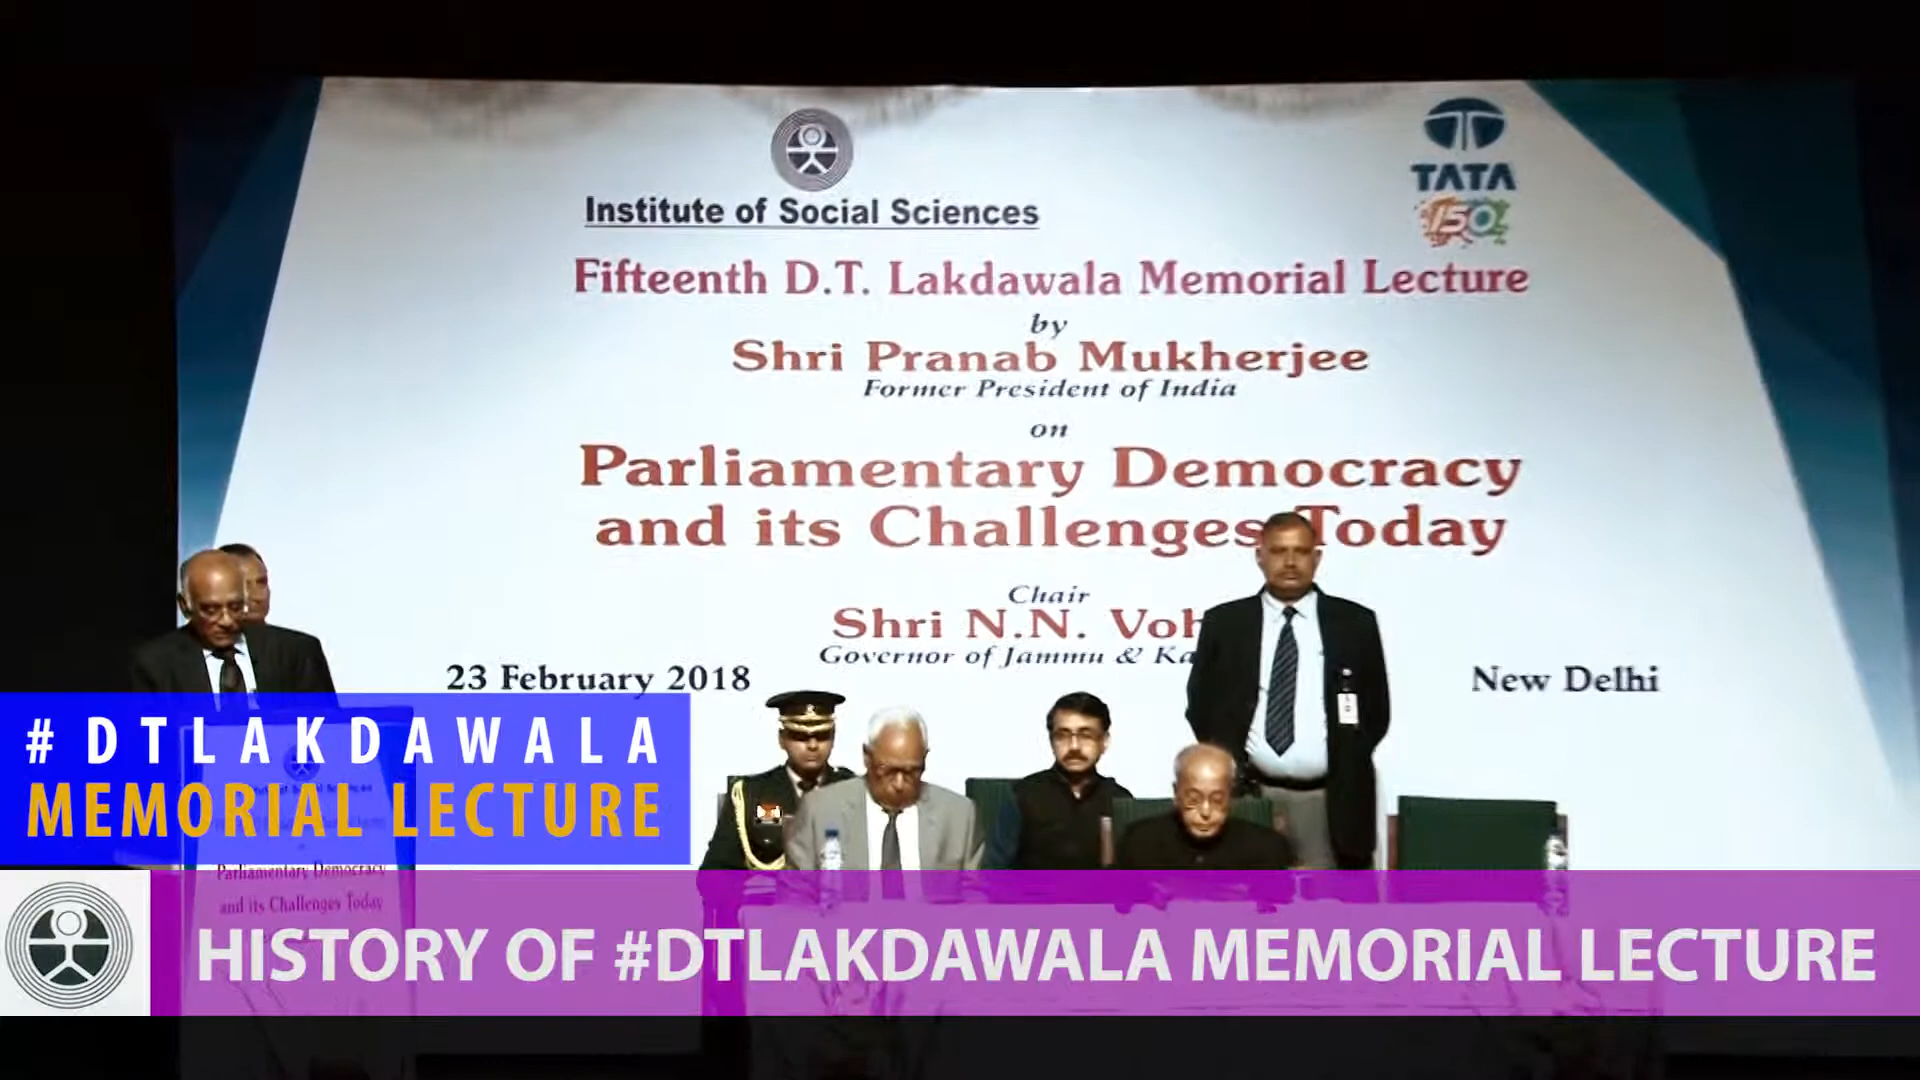 Institute of Social Sciences
TATA
150
Fifteenth D.T. Lakdawala Memorial Lecture
by
Shri Pranab Mukherjee
Former President of India
on
Parliamentary Democracy
and its Challenges Today
Chair
Shri N.N. Voh
Governor of Jammu & Ka
23 February 2018
New Delhi
#DTLAKDAWALA
MEMORIAL LECTURE
Parliamentary Democracy
and its Challenges Today
HISTORY OF #DTLAKDAWALA MEMORIAL LECTURE